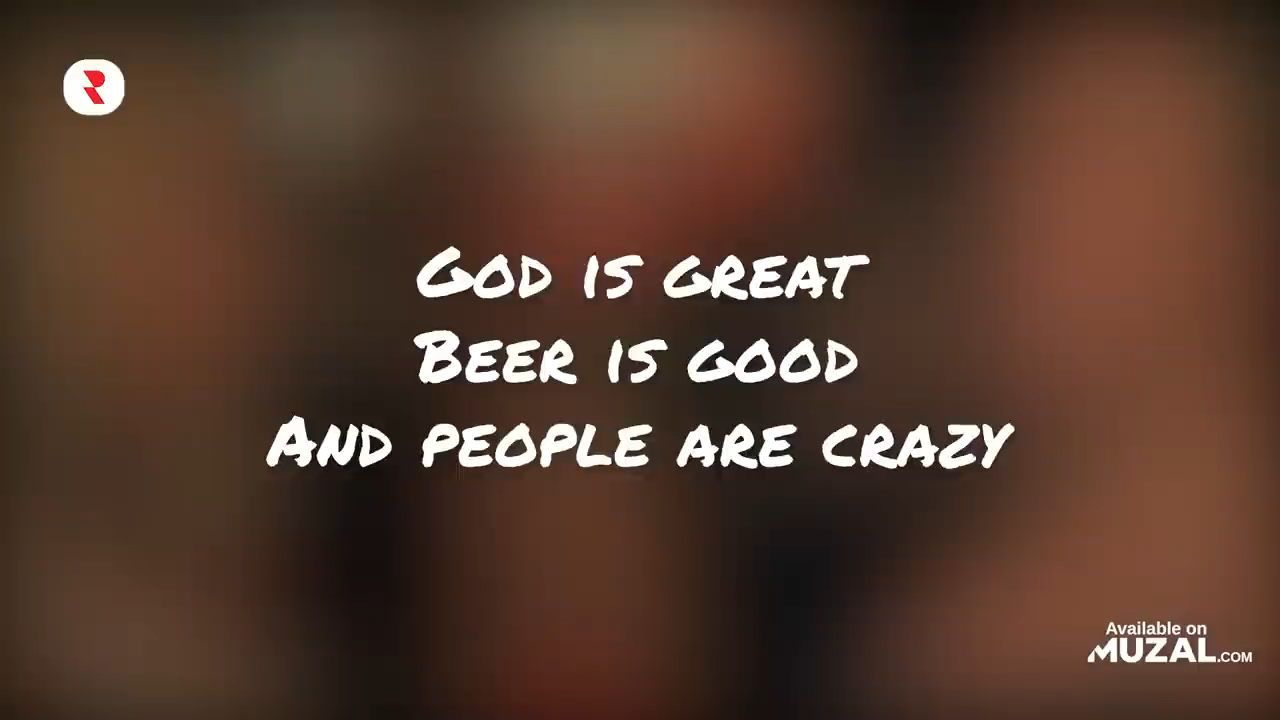 God is great
Beer is good
And people are crazy
Available on
MUZAL.COM